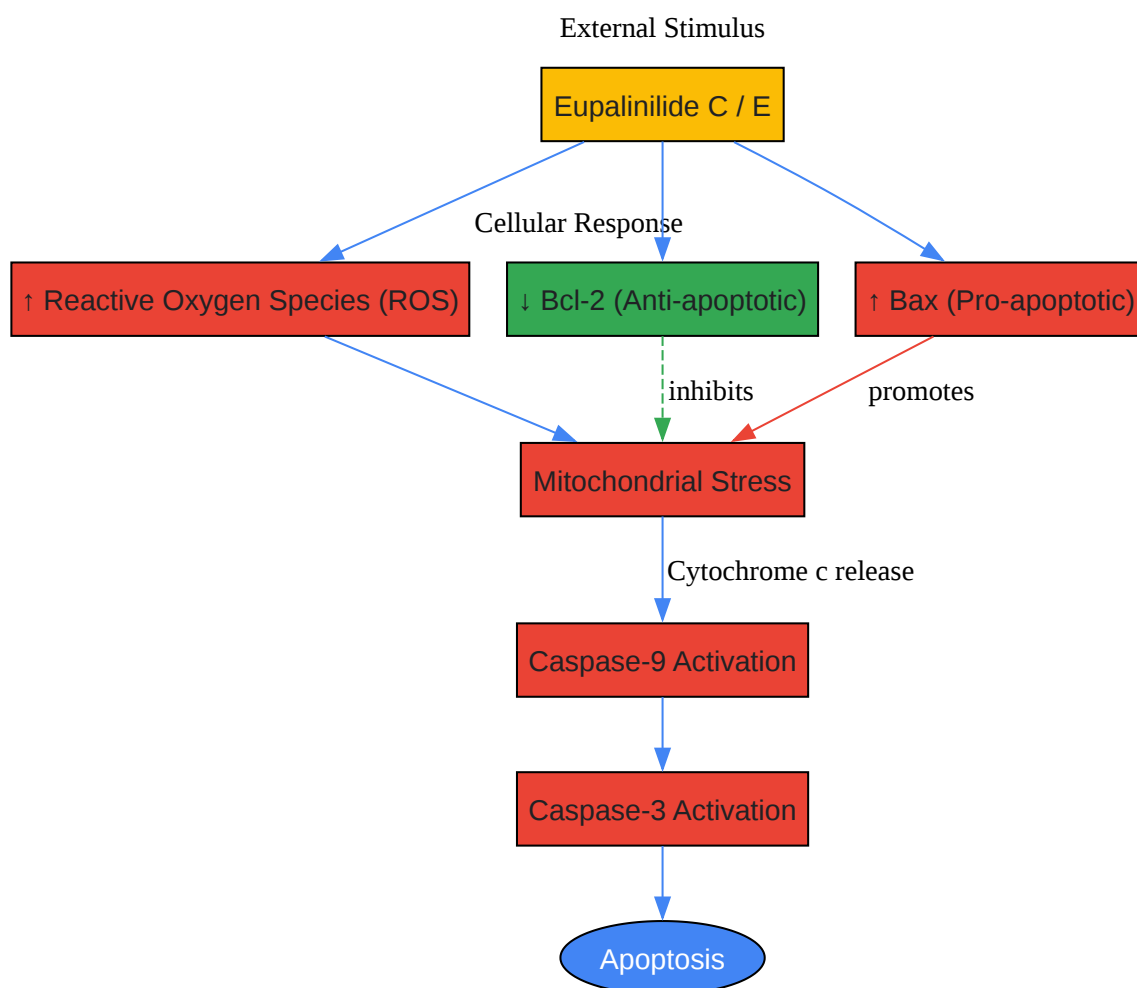 External Stimulus
Eupalinilide C / E
Cellular Response
↑ Reactive Oxygen Species (ROS)
↓ Bcl-2 (Anti-apoptotic)
↑ Bax (Pro-apoptotic)
inhibits
promotes
Mitochondrial Stress
Cytochrome c release
Caspase-9 Activation
Caspase-3 Activation
Apoptosis